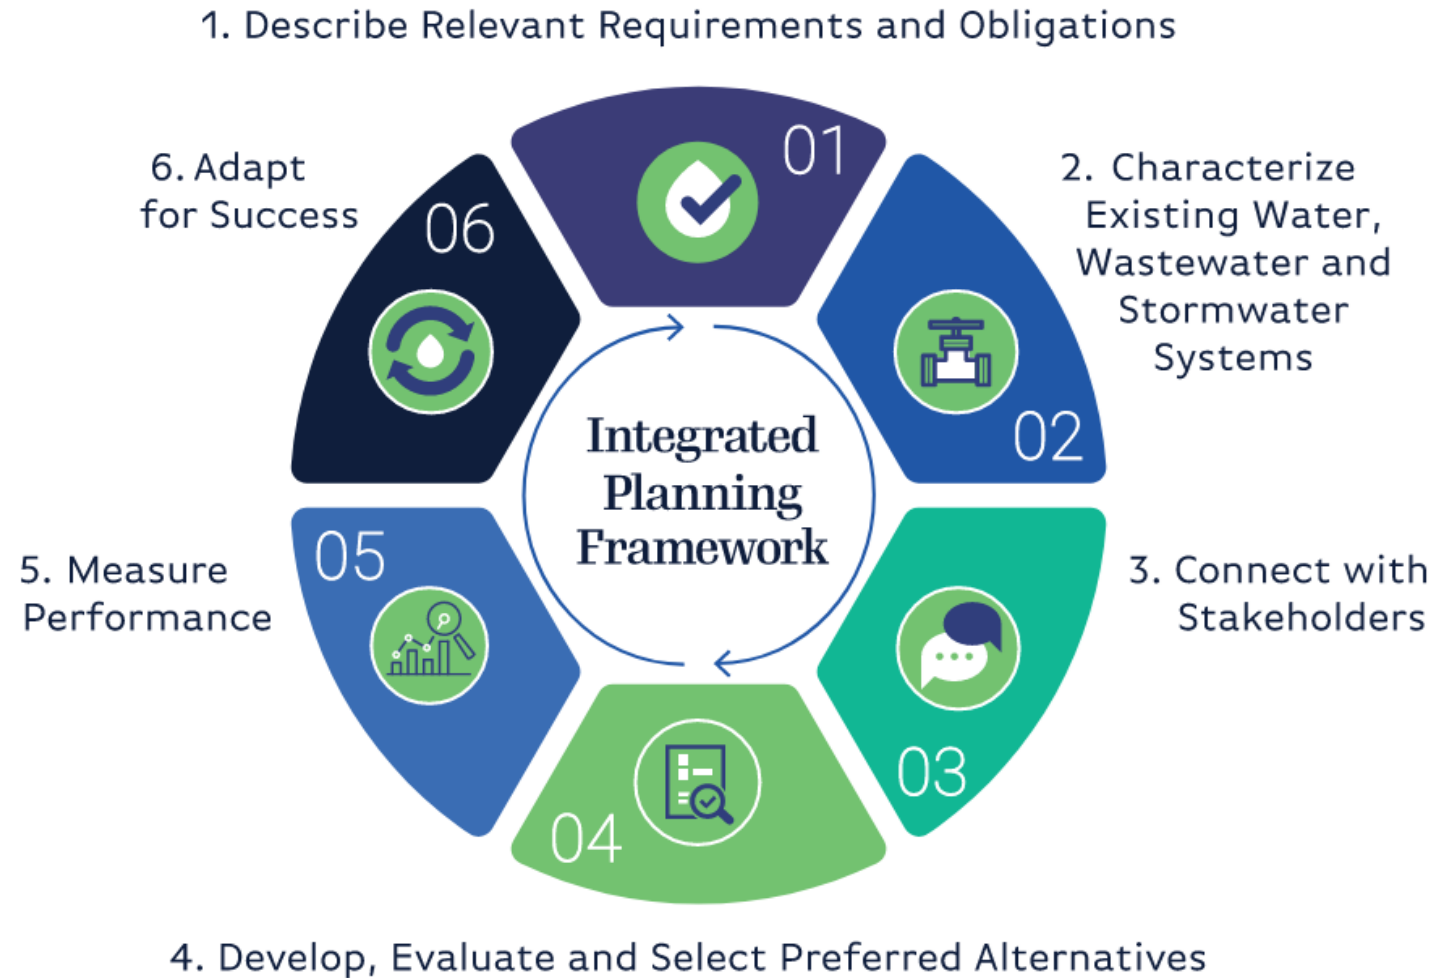 1. Describe Relevant Requirements and Obligations
01
2. Characterize
Existing Water,
Wastewater and
Stormwater
Systems
02
3. Connect with
Stakeholders
03
4. Develop, Evaluate and Select Preferred Alternatives
04
5. Measure
Performance
05
6. Adapt
for Success
06
Integrated
Planning
Framework